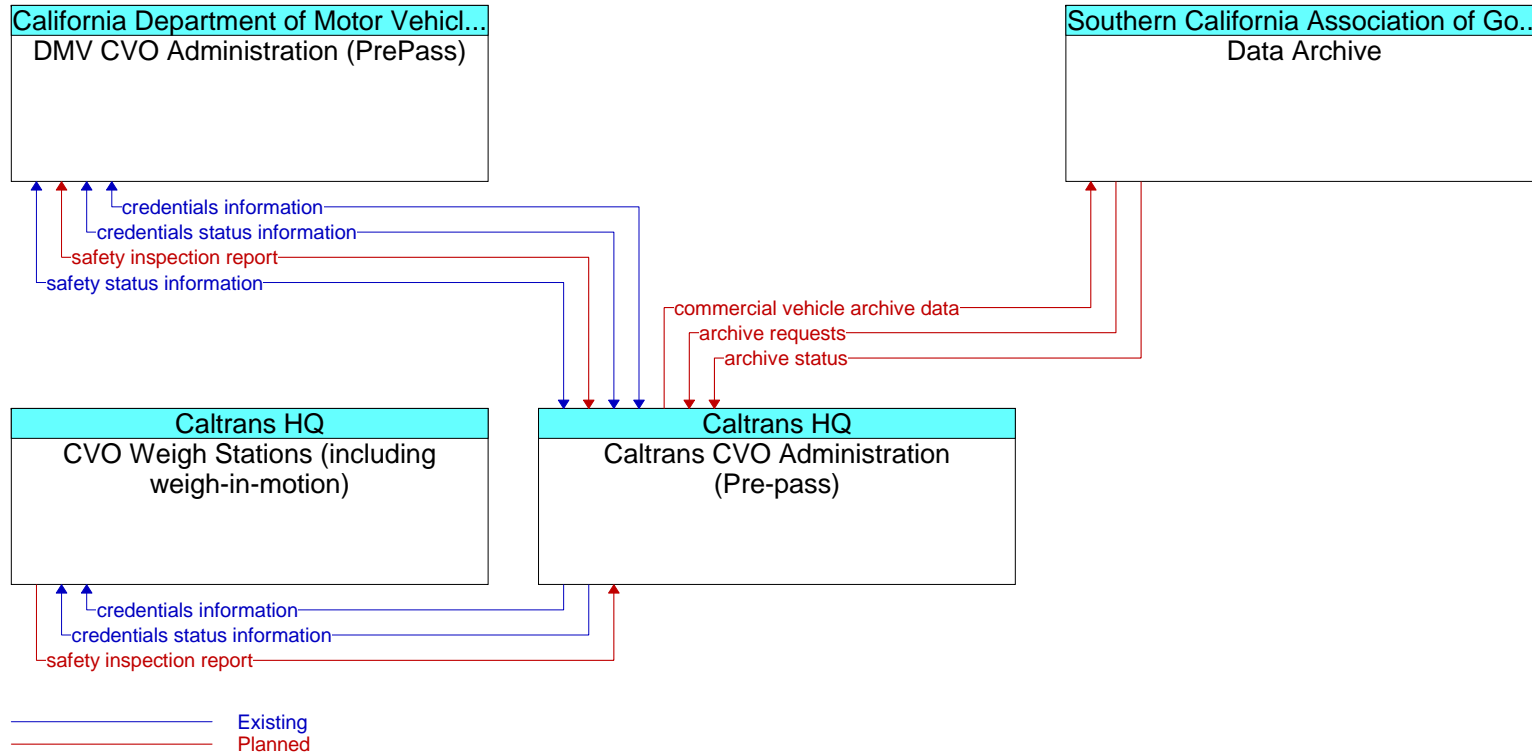 California Department of Motor Vehicl...
DMV CVO Administration (PrePass)
Southern California Association of Go...
Data Archive
credentials information
credentials status information
safety inspection report
safety status information
commercial vehicle archive data
archive requests
archive status
Caltrans HQ
CVO Weigh Stations (including
weigh-in-motion)
Caltrans HQ
Caltrans CVO Administration
(Pre-pass)
credentials information
credentials status information
safety inspection report
Existing
Planned